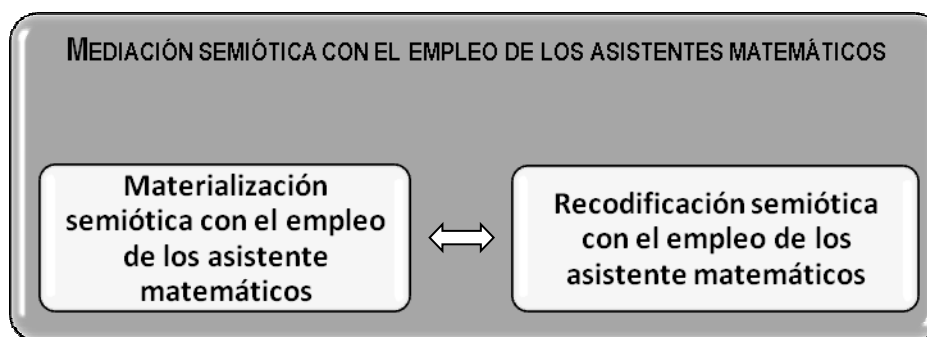 MEDIACIÓN SEMIÓTICA CON EL EMPLEO DE LOS ASISTENTES MATEMÁTICOS
Materialización
semiótica con el empleo
de los asistente
matemáticos
Recodificación semiótica
con el empleo de los
asistente matemáticos